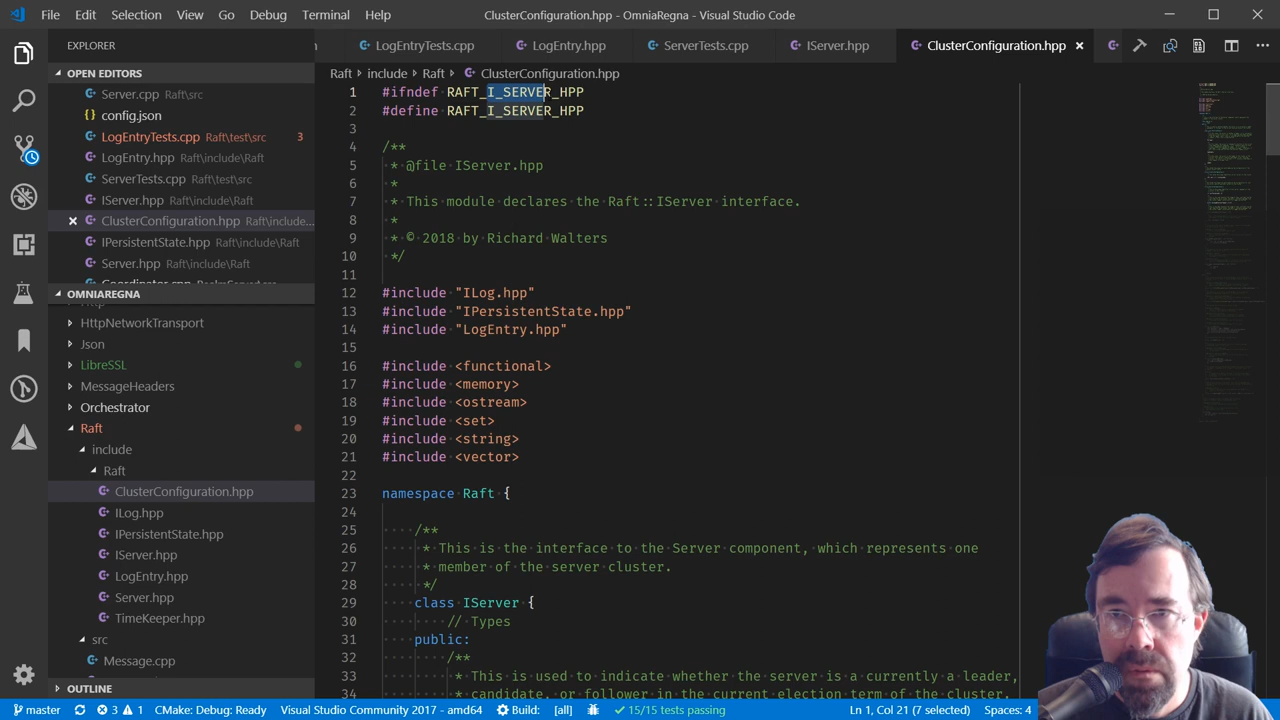 File Edit Selection View Go Debug Terminal Help
ClusterConfiguration.hpp - OmniaRegna - Visual Studio Code
EXPLORER
OPEN EDITORS
Server.cpp Raft\src
config.json
LogEntryTests.cpp Raft\test\src 3
LogEntry.hpp Raft\include\Raft
ServerTests.cpp Raft\test\src
IServer.hpp Raft\include\Raft
ClusterConfiguration.hpp Raft\include...
IPersistentState.hpp Raft\include\Raft
Server.hpp Raft\include\Raft
OMNIAREGNA
HttpNetworkTransport
Json
LibreSSL
MessageHeaders
Orchestrator
Raft
include
Raft
ClusterConfiguration.hpp
ILog.hpp
IPersistentState.hpp
IServer.hpp
LogEntry.hpp
Server.hpp
TimeKeeper.hpp
src
Message.cpp
OUTLINE
LogEntryTests.cpp LogEntry.hpp ServerTests.cpp IServer.hpp ClusterConfiguration.hpp
Raft include Raft ClusterConfiguration.hpp
1 #ifndef RAFT_I_SERVER_HPP
2 #define RAFT_I_SERVER_HPP
3
4 /**
5 * @file IServer.hpp
6 *
7 * This module declares the Raft::IServer interface.
8 *
9 * © 2018 by Richard Walters
10 */
11
12 #include "ILog.hpp"
13 #include "IPersistentState.hpp"
14 #include "LogEntry.hpp"
15
16 #include <functional>
17 #include <memory>
18 #include <ostream>
19 #include <set>
20 #include <string>
21 #include <vector>
22
23 namespace Raft {
24
25 /**
26 * This is the interface to the Server component, which represents one
27 * member of the server cluster.
28 */
29 class IServer {
30 // Types
31 public:
32 /**
33 * This is used to indicate whether the server is a currently a leader,
34 * candidate, or follower in the current election term of the cluster.
master 3 1 CMake: Debug: Ready Visual Studio Community 2017 - amd64 Build: [all] 15/15 tests passing Ln 1, Col 21 (7 selected) Spaces: 4